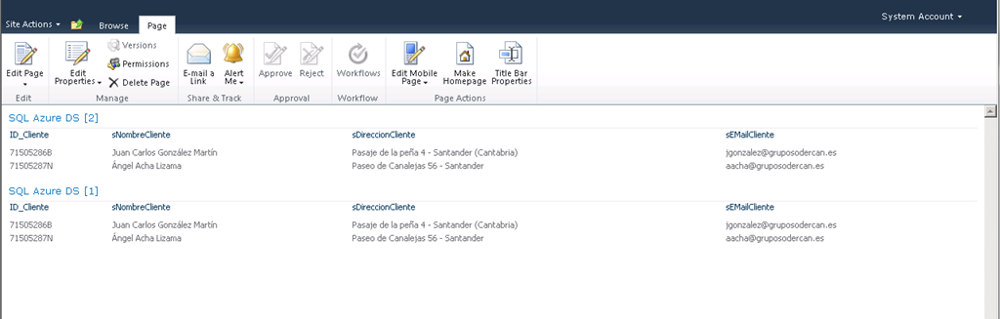 Site Actions Browse Page System Account
Edit Page
Edit Properties
Versions
Permissions
Delete Page
E-mail a Link
Alert Me
Approve
Reject
Workflows
Edit Mobile Page
Make Homepage
Title Bar Properties
Edit Manage Share & Track Approval Workflow Page Actions
SQL Azure DS [2]
ID_Cliente sNombreCliente sDireccionCliente sEMailCliente
71505286B Juan Carlos González Martín Pasaje de la peña 4 - Santander (Cantabria) jgonzalez@gruposodercan.es
71505287N Ángel Acha Lizama Paseo de Canalejas 56 - Santander aacha@gruposodercan.es
SQL Azure DS [1]
ID_Cliente sNombreCliente sDireccionCliente sEMailCliente
71505286B Juan Carlos González Martín Pasaje de la peña 4 - Santander (Cantabria) jgonzalez@gruposodercan.es
71505287N Ángel Acha Lizama Paseo de Canalejas 56 - Santander aacha@gruposodercan.es